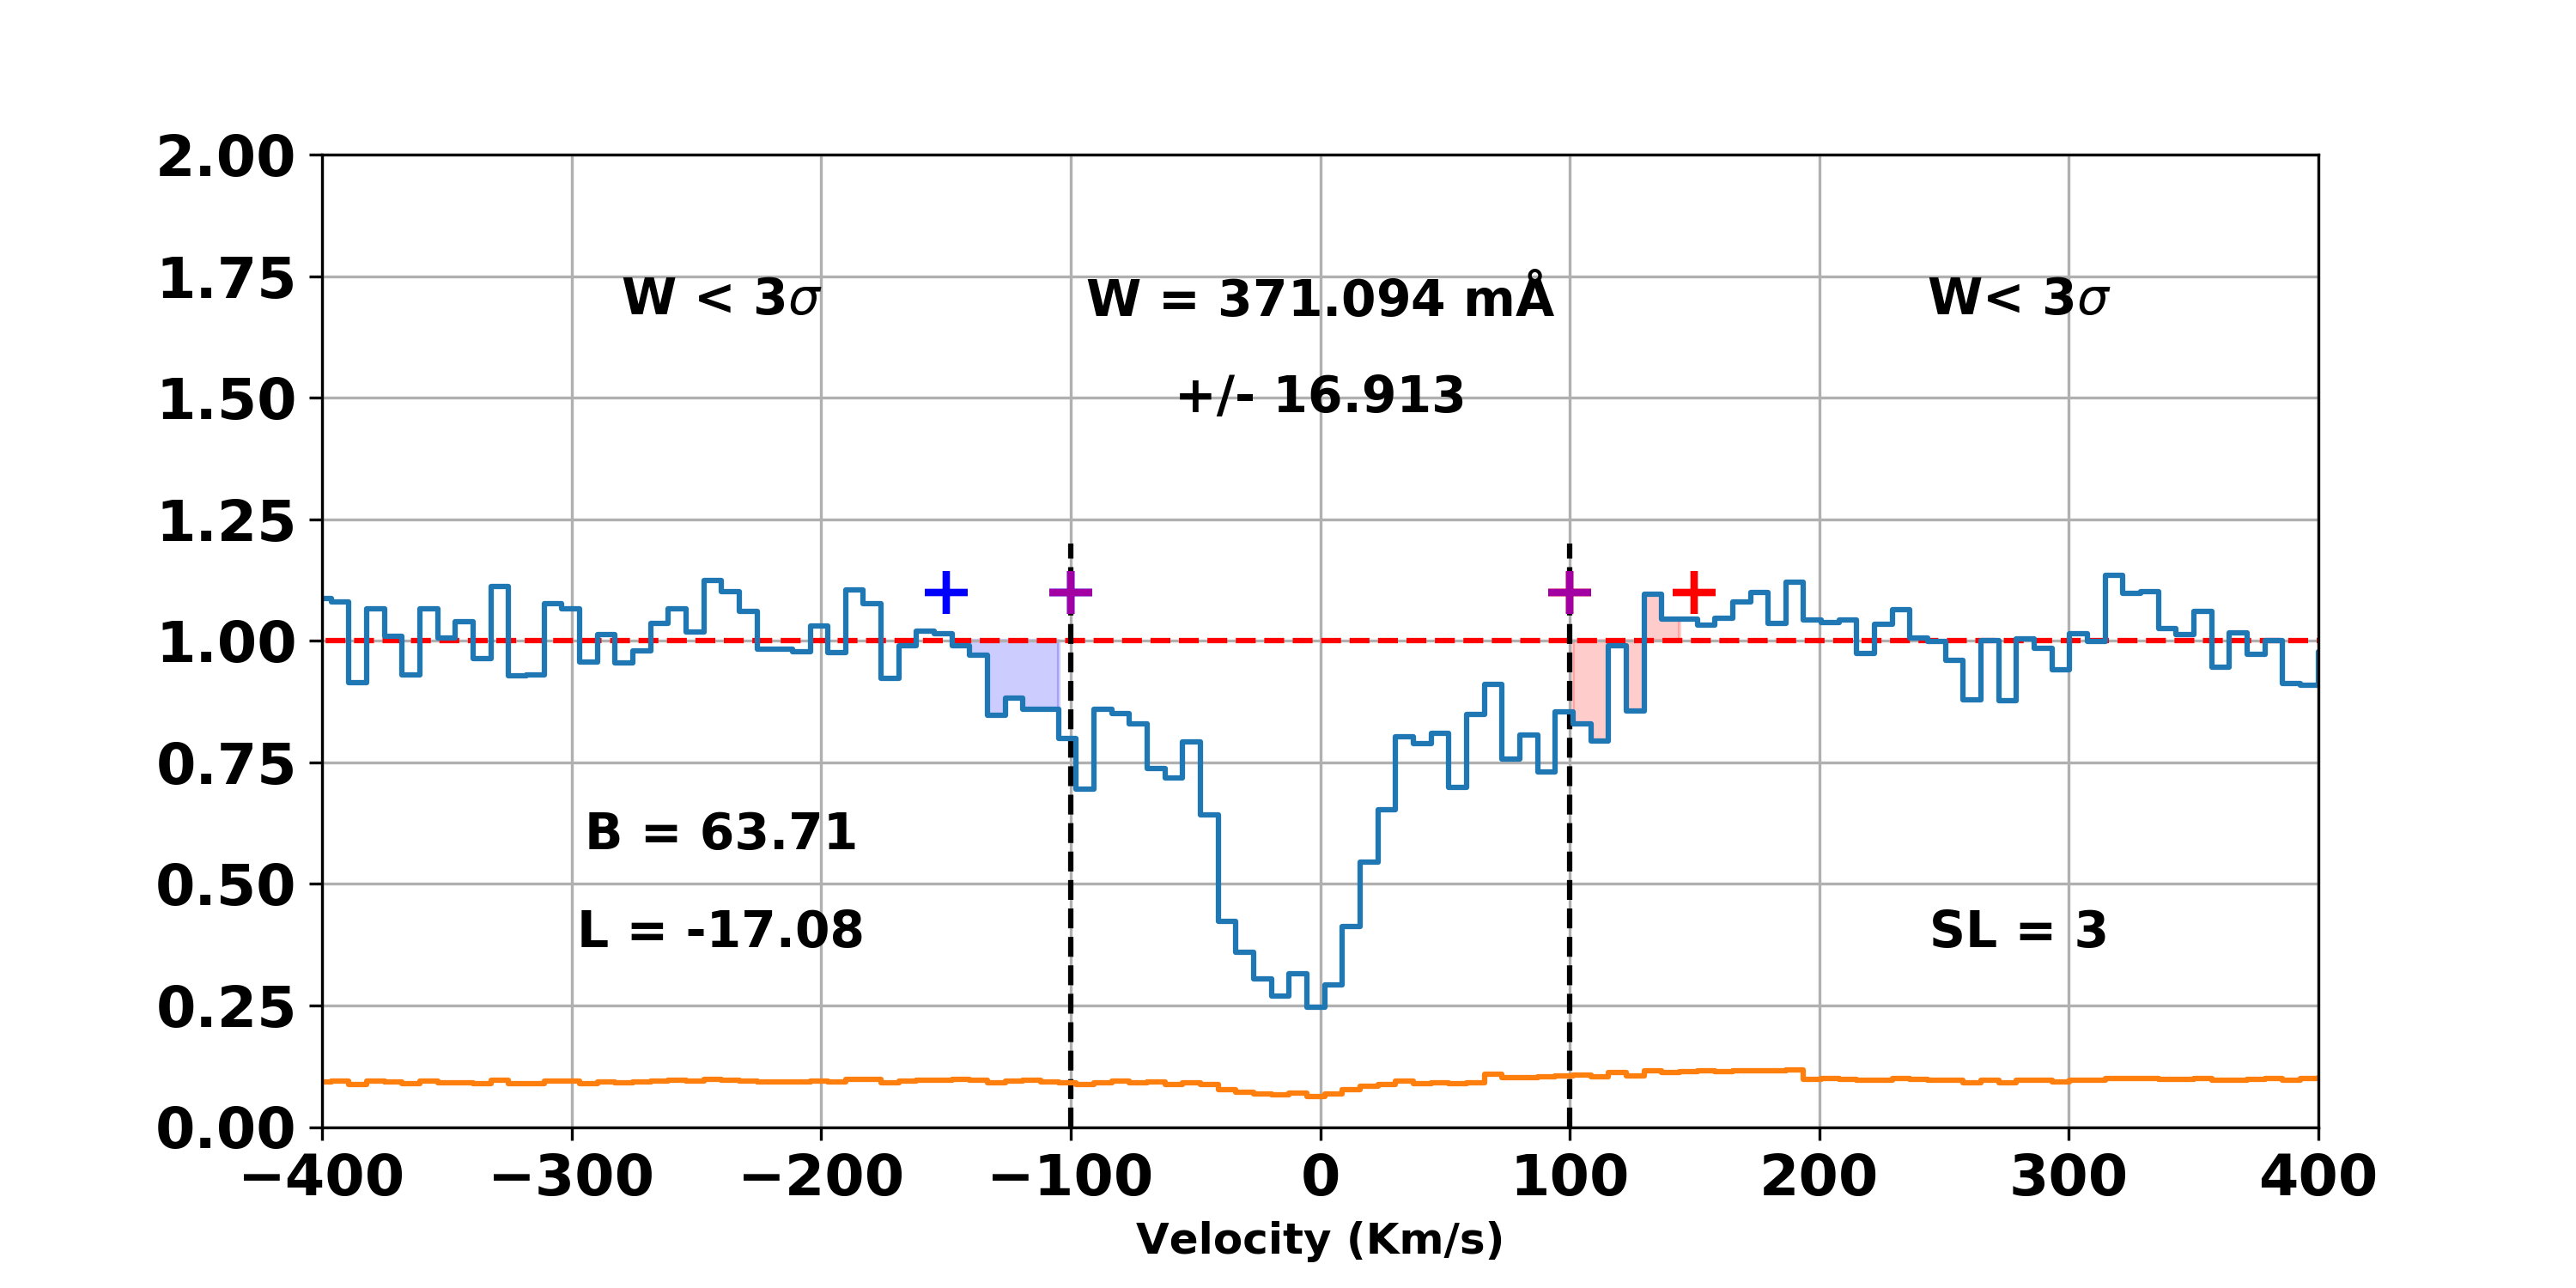 2.00
1.75
1.50
1.25
1.00
0.75
0.50
0.25
0.00
W < 3σ
W = 371.094 mÅ
+/- 16.913
W< 3σ
B = 63.71
L = -17.08
SL = 3
−400 −300 −200 −100 0 100 200 300 400
Velocity (Km/s)